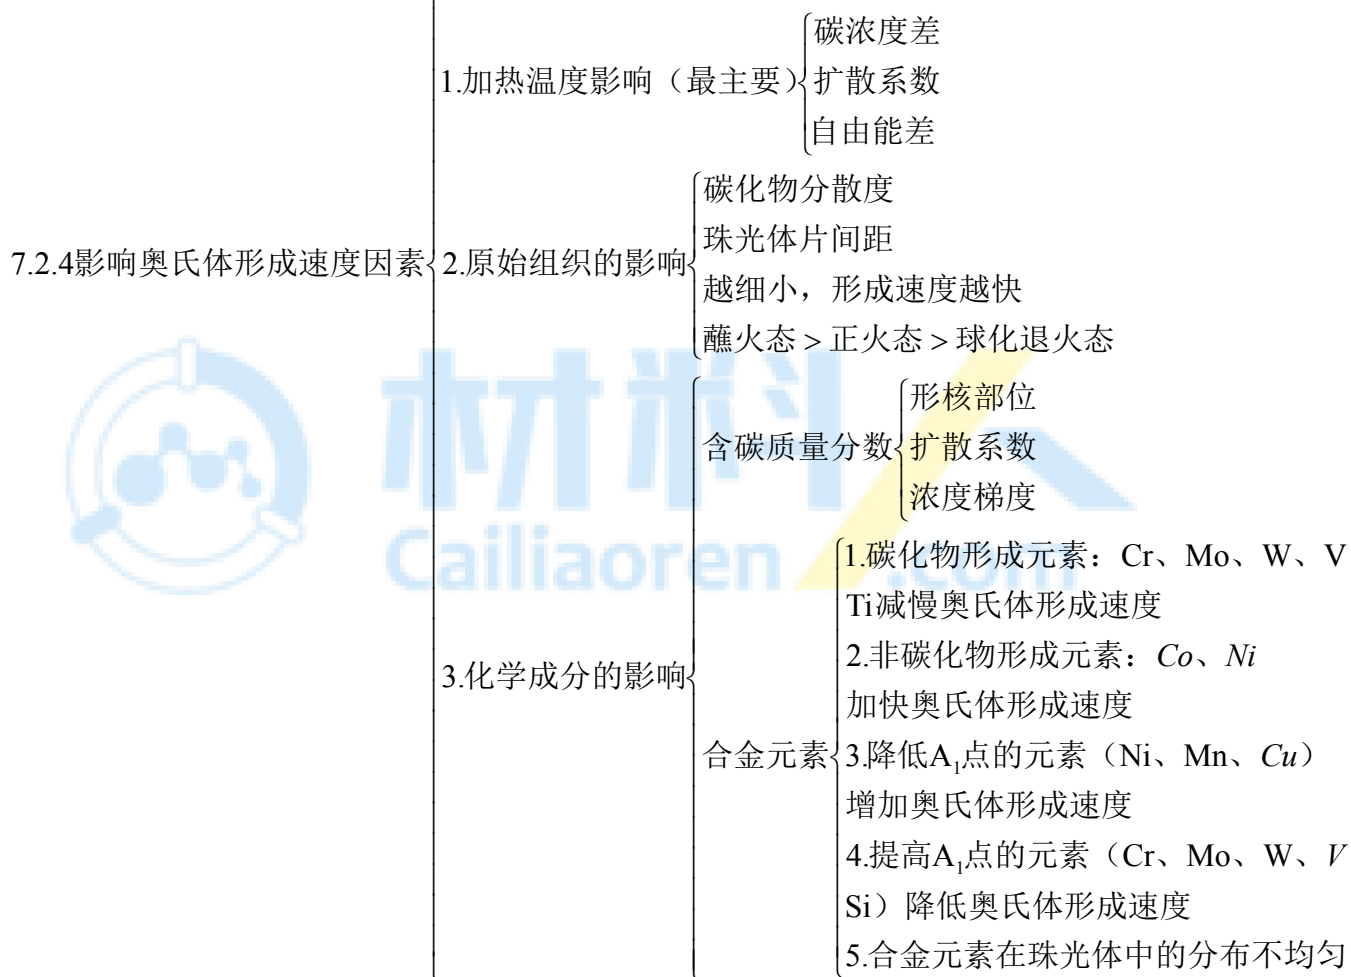 1.加热温度影响（最主要）
碳浓度差
扩散系数
自由能差
7.2.4影响奥氏体形成速度因素
2.原始组织的影响
碳化物分散度
珠光体片间距
越细小，形成速度越快
蘸火态 > 正火态 > 球化退火态
3.化学成分的影响
含碳质量分数
形核部位
扩散系数
浓度梯度
合金元素
1.碳化物形成元素：Cr、Mo、W、V
Ti减慢奥氏体形成速度
2.非碳化物形成元素：Co、Ni
加快奥氏体形成速度
3.降低A₁点的元素（Ni、Mn、Cu）
增加奥氏体形成速度
4.提高A₁点的元素（Cr、Mo、W、V
Si）降低奥氏体形成速度
5.合金元素在珠光体中的分布不均匀
材料人
Cailiaoren.com